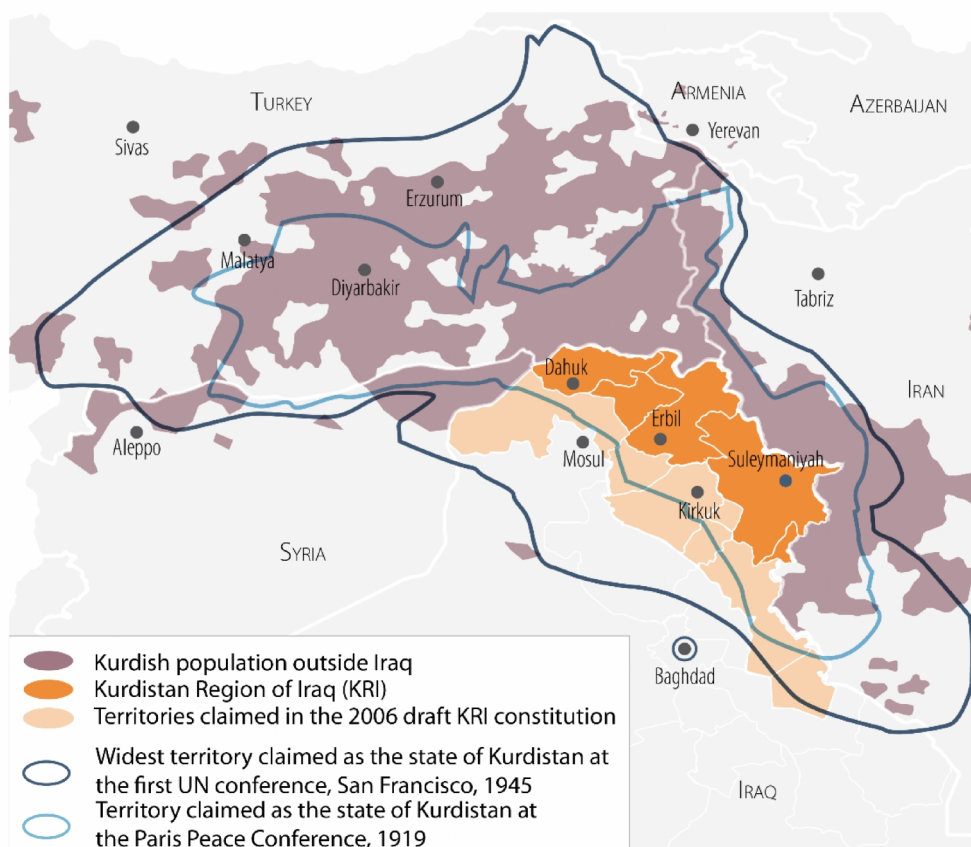 TURKEY
ARMENIA
AZERBAIJAN
Sivas
Yerevan
Erzurum
Malatya
Diyarbakir
Tabriz
Dahuk
IRAN
Erbil
Aleppo
Mosul
Suleymaniyah
Kirkuk
SYRIA
Baghdad
IRAQ
Kurdish population outside Iraq
Kurdistan Region of Iraq (KRI)
Territories claimed in the 2006 draft KRI constitution
Widest territory claimed as the state of Kurdistan at
the first UN conference, San Francisco, 1945
Territory claimed as the state of Kurdistan at
the Paris Peace Conference, 1919